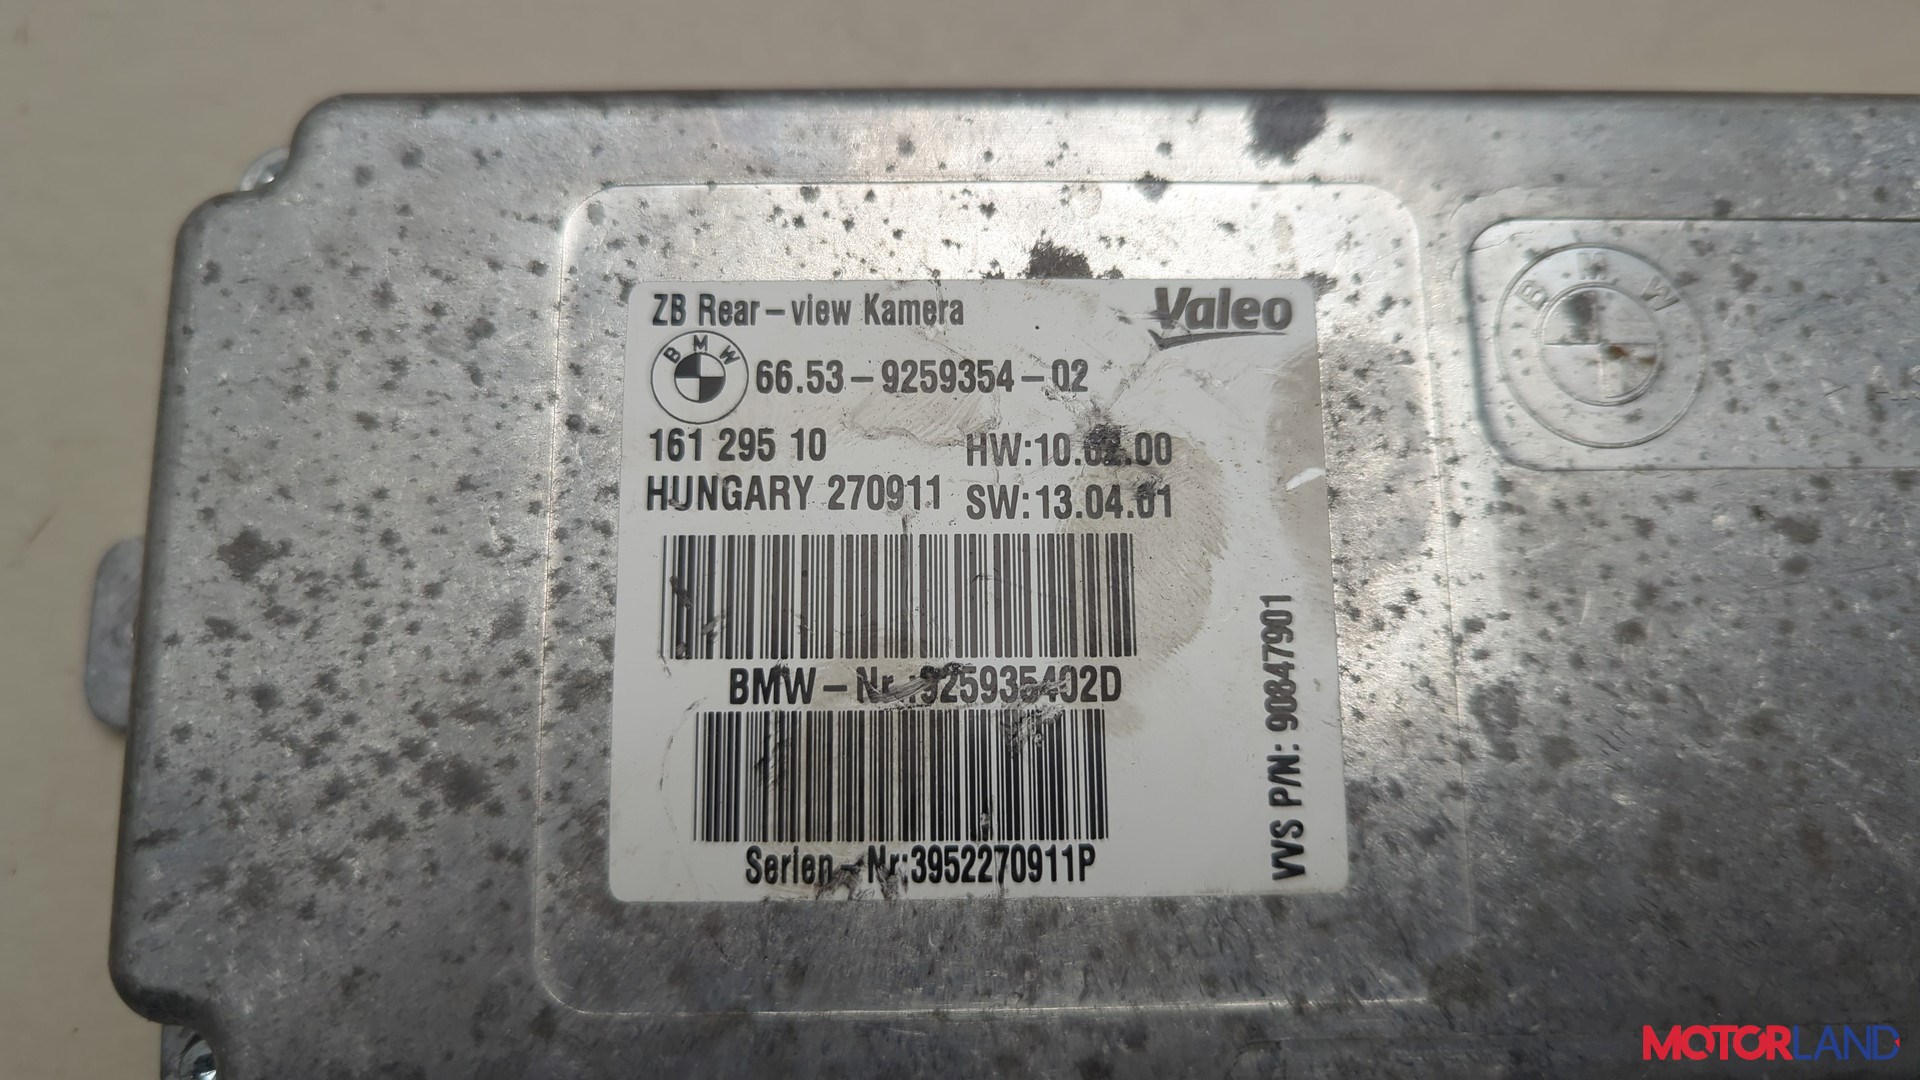 ZB Rear-view Kamera
Valeo
BMW
66.53-9259354-02
161 295 10
HW:10.02.00
HUNGARY 270911
SW:13.04.01
BMW-Nr.:925935402D
Serien-Nr:3952270911P
VVS P/N: 90847901
BMW
MOTORLAND